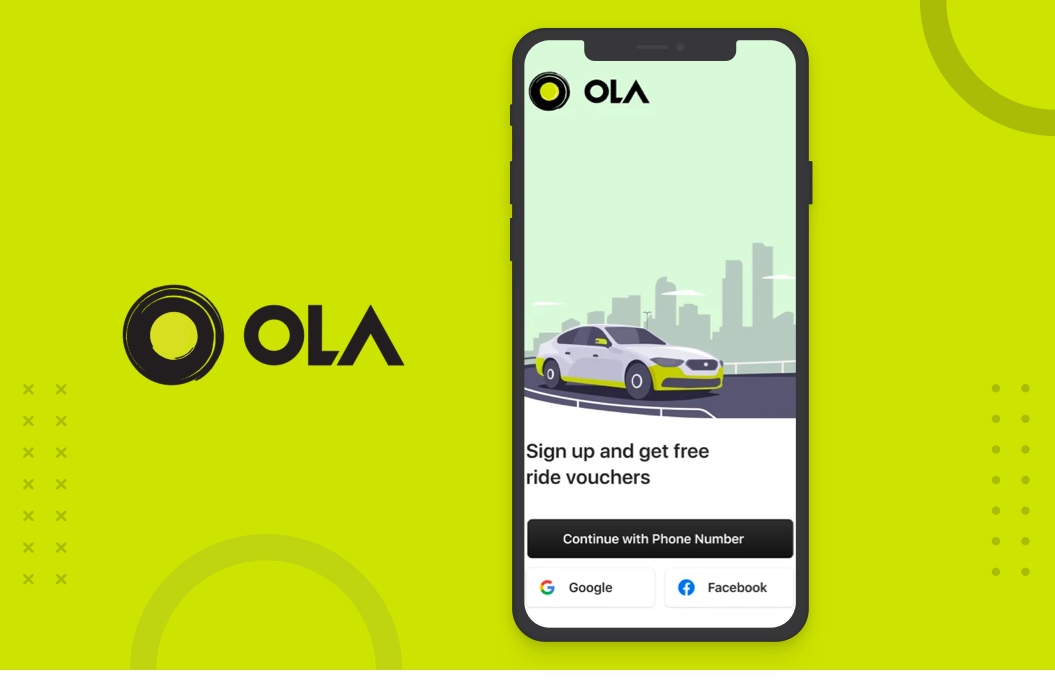 OLA
OLA
Sign up and get free
ride vouchers
Continue with Phone Number
Google
Facebook